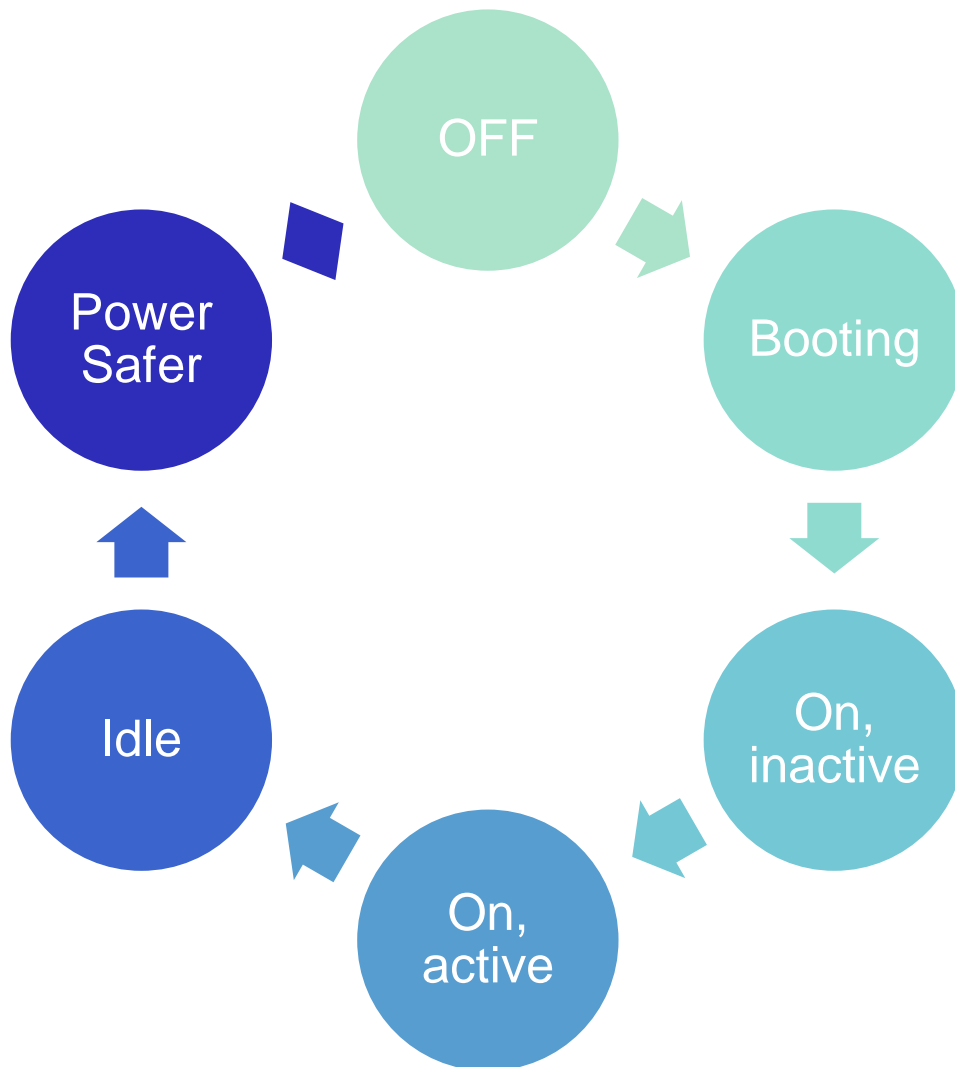 OFF
Booting
On,
inactive
On,
active
Idle
Power
Safer